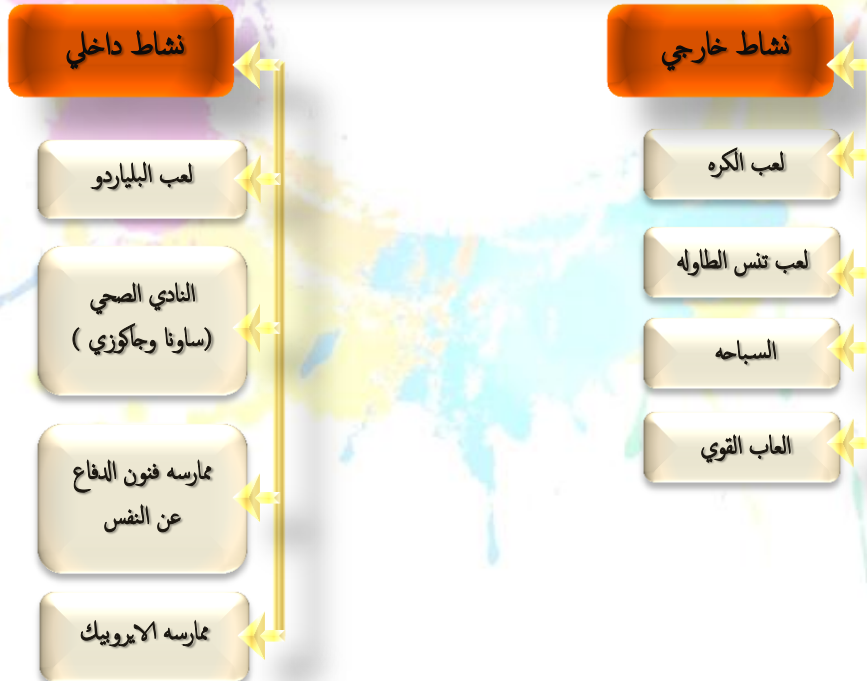 نشاط خارجي
لعب الكره
لعب تنس الطاوله
السباحه
العاب القوي
نشاط داخلي
لعب البلياردو
النادي الصحي
(ساونا وجاكوزي )
ممارسه فنون الدفاع
عن النفس
ممارسه الايروبيك